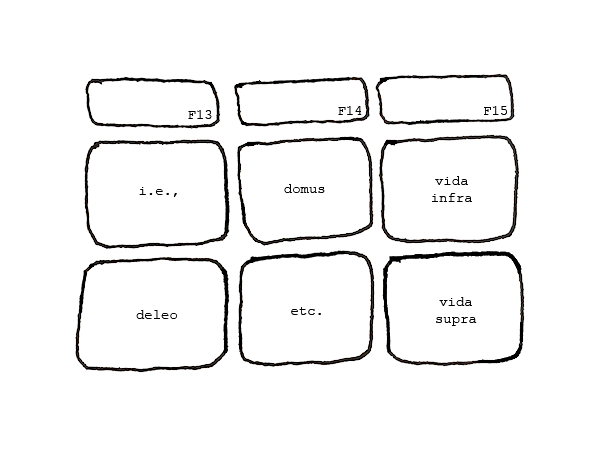 F13 F14 F15
i.e., domus vida
infra
deleo etc. vida
supra